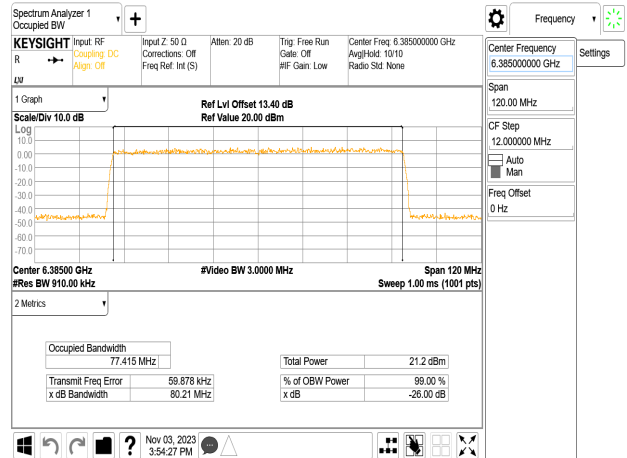 Spectrum Analyzer 1
Occupied BW
Frequency
KEYSIGHT
R
Input: RF
Coupling: DC
Align: Off
Input Z: 50 Ω
Corrections: Off
Freq Ref: Int (S)
Atten: 20 dB
Trig: Free Run
Gate: Off
#IF Gain: Low
Center Freq: 6.385000000 GHz
Avg|Hold: 10/10
Radio Std: None
Center Frequency
6.385000000 GHz
Settings
Span
120.00 MHz
CF Step
12.000000 MHz
Auto
Man
Freq Offset
0 Hz
1 Graph
Scale/Div 10.0 dB
Ref Lvl Offset 13.40 dB
Ref Value 20.00 dBm
Log
10.0
0.00
-10.0
-20.0
-30.0
-40.0
-50.0
-60.0
-70.0
Center 6.38500 GHz
#Video BW 3.0000 MHz
Span 120 MHz
#Res BW 910.00 kHz
Sweep 1.00 ms (1001 pts)
2 Metrics
Occupied Bandwidth
77.415 MHz
Total Power 21.2 dBm
Transmit Freq Error 59.878 kHz
% of OBW Power 99.00 %
x dB Bandwidth 80.21 MHz
x dB -26.00 dB
?
Nov 03, 2023
3:54:27 PM